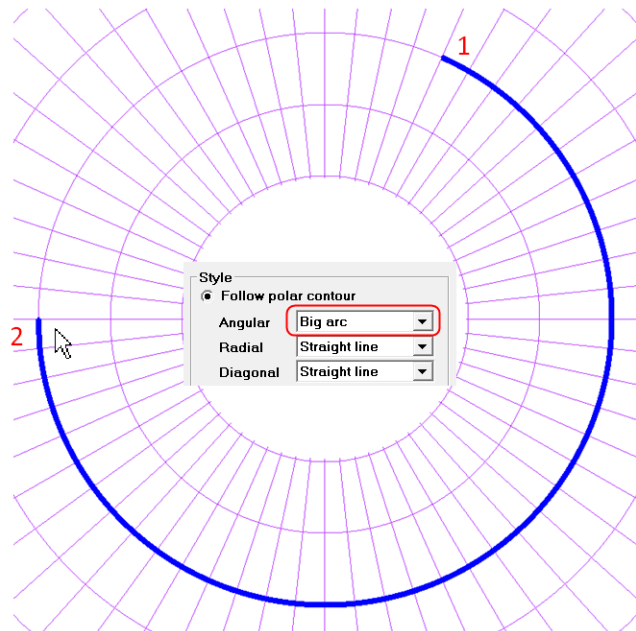 1
Style
Follow polar contour
Angular Big arc
2
Radial Straight line
Diagonal Straight line